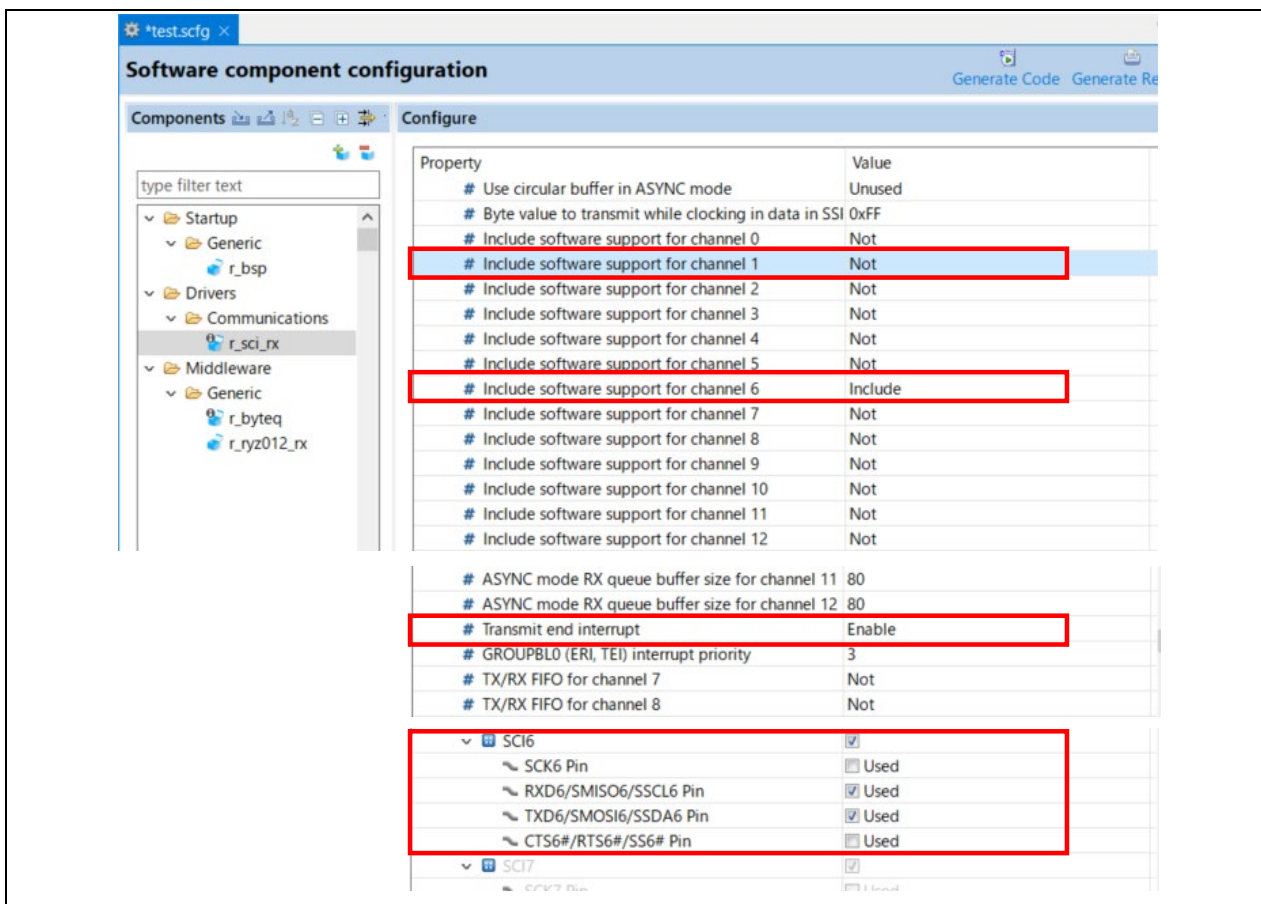 *test.scfg
Software component configuration
Generate Code Generate Re
Components
Configure
type filter text
Startup
Generic
r_bsp
Drivers
Communications
r_sci_rx
Middleware
Generic
r_byteq
r_ryz012_rx
Property Value
# Use circular buffer in ASYNC mode Unused
# Byte value to transmit while clocking in data in SSI 0xFF
# Include software support for channel 0 Not
# Include software support for channel 1 Not
# Include software support for channel 2 Not
# Include software support for channel 3 Not
# Include software support for channel 4 Not
# Include software support for channel 5 Not
# Include software support for channel 6 Include
# Include software support for channel 7 Not
# Include software support for channel 8 Not
# Include software support for channel 9 Not
# Include software support for channel 10 Not
# Include software support for channel 11 Not
# Include software support for channel 12 Not
# ASYNC mode RX queue buffer size for channel 11 80
# ASYNC mode RX queue buffer size for channel 12 80
# Transmit end interrupt Enable
# GROUPBL0 (ERI, TEI) interrupt priority 3
# TX/RX FIFO for channel 7 Not
# TX/RX FIFO for channel 8 Not
SCI6
SCK6 Pin Used
RXD6/SMISO6/SSCL6 Pin Used
TXD6/SMOSI6/SSDA6 Pin Used
CTS6#/RTS6#/SS6# Pin Used
SCI7
SCK7 Pin Used